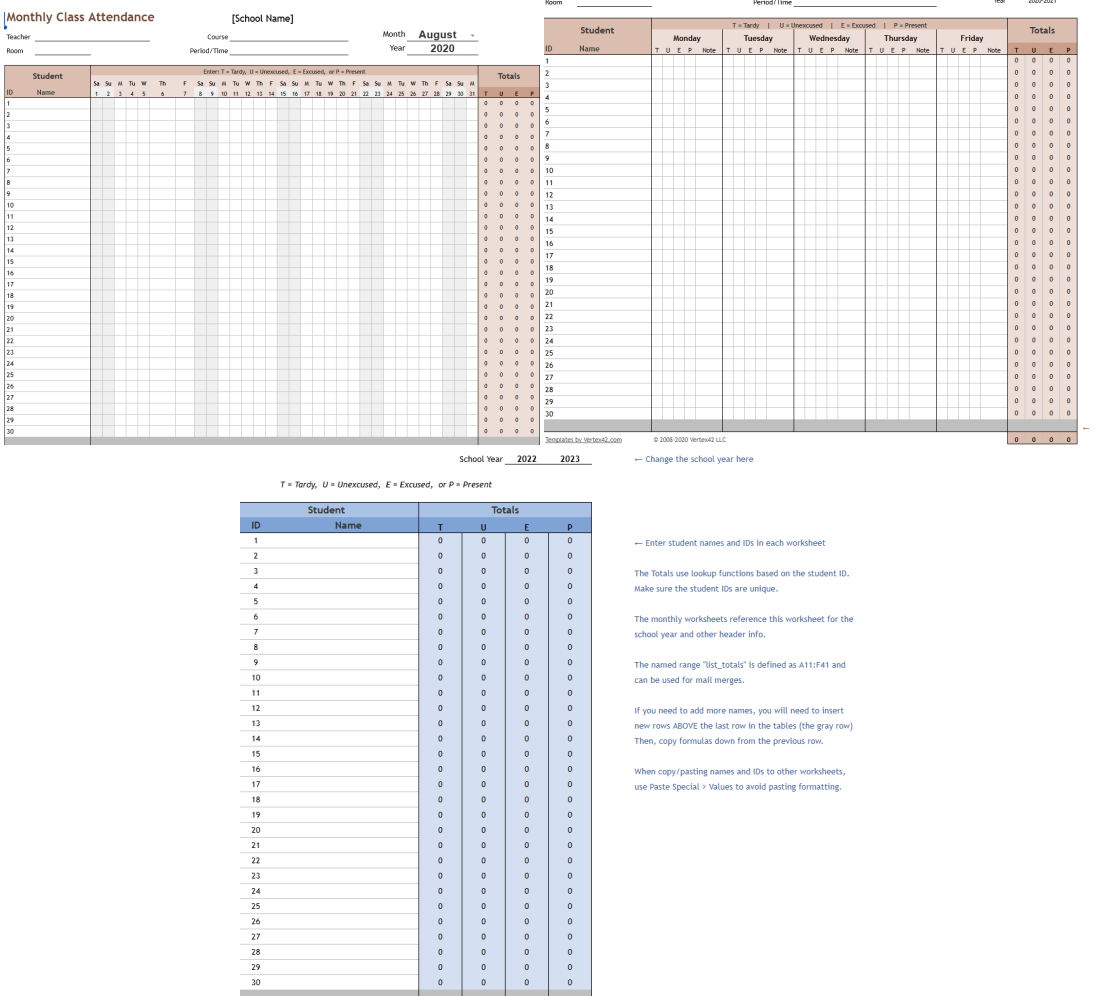 Monthly Class Attendance [School Name]
Teacher Course Month August
Room Period/Time Year 2020
Student Enter: T = Tardy, U = Unexcused, E = Excused, or P = Present Totals
Sa Su M Tu W Th F Sa Su M Tu W Th F Sa Su M Tu W Th F Sa Su M Tu W Th F Sa Su M
ID Name 1 2 3 4 5 6 7 8 9 10 11 12 13 14 15 16 17 18 19 20 21 22 23 24 25 26 27 28 29 30 31 T U E P
1 0 0 0 0
2 0 0 0 0
3 0 0 0 0
4 0 0 0 0
5 0 0 0 0
6 0 0 0 0
7 0 0 0 0
8 0 0 0 0
9 0 0 0 0
10 0 0 0 0
11 0 0 0 0
12 0 0 0 0
13 0 0 0 0
14 0 0 0 0
15 0 0 0 0
16 0 0 0 0
17 0 0 0 0
18 0 0 0 0
19 0 0 0 0
20 0 0 0 0
21 0 0 0 0
22 0 0 0 0
23 0 0 0 0
24 0 0 0 0
25 0 0 0 0
26 0 0 0 0
27 0 0 0 0
28 0 0 0 0
29 0 0 0 0
30 0 0 0 0
Room Period/Time Year 2020-2021
Student T = Tardy | U = Unexcused | E = Excused | P = Present Totals
Monday Tuesday Wednesday Thursday Friday
ID Name T U E P Note T U E P Note T U E P Note T U E P Note T U E P Note T U E P
1 0 0 0 0
2 0 0 0 0
3 0 0 0 0
4 0 0 0 0
5 0 0 0 0
6 0 0 0 0
7 0 0 0 0
8 0 0 0 0
9 0 0 0 0
10 0 0 0 0
11 0 0 0 0
12 0 0 0 0
13 0 0 0 0
14 0 0 0 0
15 0 0 0 0
16 0 0 0 0
17 0 0 0 0
18 0 0 0 0
19 0 0 0 0
20 0 0 0 0
21 0 0 0 0
22 0 0 0 0
23 0 0 0 0
24 0 0 0 0
25 0 0 0 0
26 0 0 0 0
27 0 0 0 0
28 0 0 0 0
29 0 0 0 0
30 0 0 0 0
←
Templates by Vertex42.com © 2008-2020 Vertex42 LLC 0 0 0 0
School Year 2022 2023 ← Change the school year here
T = Tardy, U = Unexcused, E = Excused, or P = Present
Student Totals
ID Name T U E P
1 0 0 0 0
2 0 0 0 0
3 0 0 0 0
4 0 0 0 0
5 0 0 0 0
6 0 0 0 0
7 0 0 0 0
8 0 0 0 0
9 0 0 0 0
10 0 0 0 0
11 0 0 0 0
12 0 0 0 0
13 0 0 0 0
14 0 0 0 0
15 0 0 0 0
16 0 0 0 0
17 0 0 0 0
18 0 0 0 0
19 0 0 0 0
20 0 0 0 0
21 0 0 0 0
22 0 0 0 0
23 0 0 0 0
24 0 0 0 0
25 0 0 0 0
26 0 0 0 0
27 0 0 0 0
28 0 0 0 0
29 0 0 0 0
30 0 0 0 0
← Enter student names and IDs in each worksheet
The Totals use lookup functions based on the student ID.
Make sure the student IDs are unique.
The monthly worksheets reference this worksheet for the
school year and other header info.
The named range "list_totals" is defined as A11:F41 and
can be used for mail merges.
If you need to add more names, you will need to insert
new rows ABOVE the last row in the tables (the gray row)
Then, copy formulas down from the previous row.
When copy/pasting names and IDs to other worksheets,
use Paste Special > Values to avoid pasting formatting.